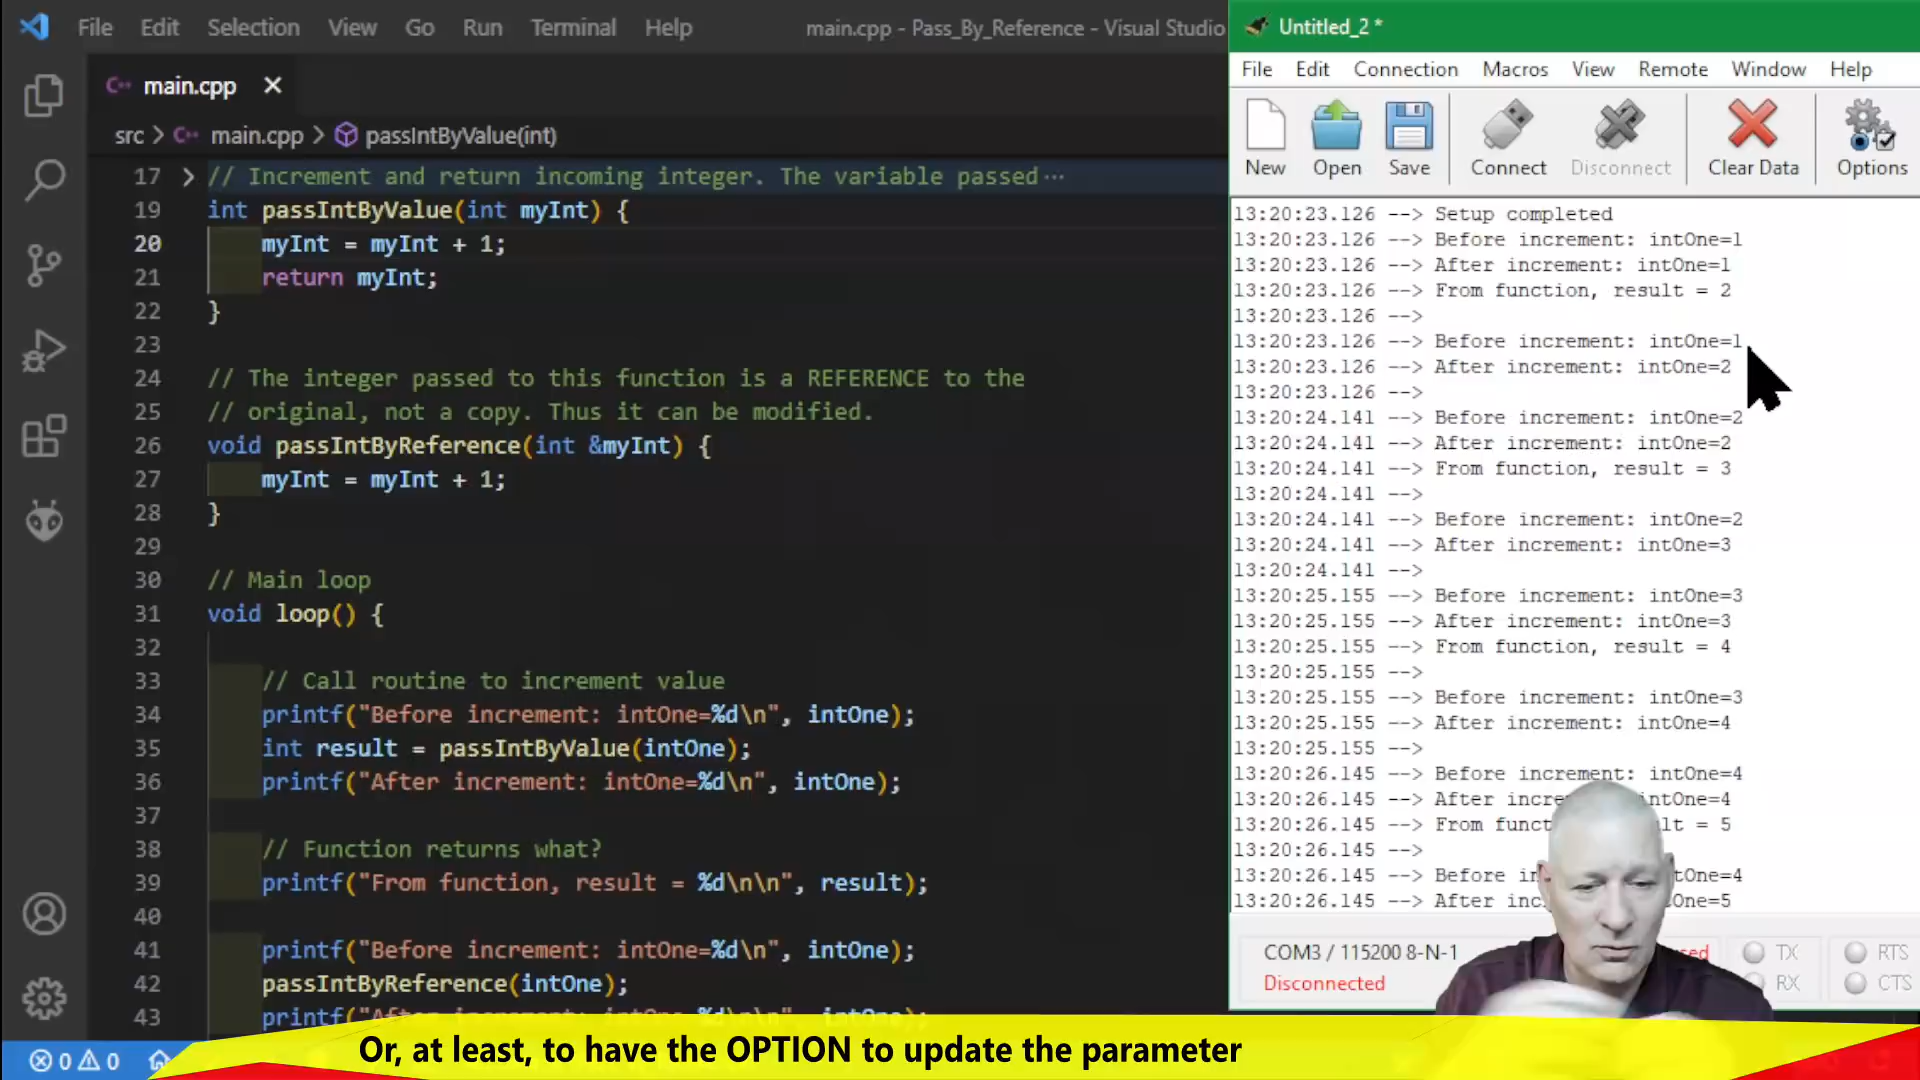 File Edit Selection View Go Run Terminal Help main.cpp - Pass_By_Reference - Visual Studio
main.cpp
src > main.cpp > passIntByValue(int)
17 // Increment and return incoming integer. The variable passed…
19 int passIntByValue(int myInt) {
20 myInt = myInt + 1;
21 return myInt;
22 }
23
24 // The integer passed to this function is a REFERENCE to the
25 // original, not a copy. Thus it can be modified.
26 void passIntByReference(int &myInt) {
27 myInt = myInt + 1;
28 }
29
30 // Main loop
31 void loop() {
32
33 // Call routine to increment value
34 printf("Before increment: intOne=%d\n", intOne);
35 int result = passIntByValue(intOne);
36 printf("After increment: intOne=%d\n", intOne);
37
38 // Function returns what?
39 printf("From function, result = %d\n\n", result);
40
41 printf("Before increment: intOne=%d\n", intOne);
42 passIntByReference(intOne);
43 printf("After increment: intOne=%d\n", intOne);
0 0
Untitled_2 *
File Edit Connection Macros View Remote Window Help
New Open Save Connect Disconnect Clear Data Options
13:20:23.126 --> Setup completed
13:20:23.126 --> Before increment: intOne=1
13:20:23.126 --> After increment: intOne=1
13:20:23.126 --> From function, result = 2
13:20:23.126 -->
13:20:23.126 --> Before increment: intOne=1
13:20:23.126 --> After increment: intOne=2
13:20:23.126 -->
13:20:24.141 --> Before increment: intOne=2
13:20:24.141 --> After increment: intOne=2
13:20:24.141 --> From function, result = 3
13:20:24.141 -->
13:20:24.141 --> Before increment: intOne=2
13:20:24.141 --> After increment: intOne=3
13:20:24.141 -->
13:20:25.155 --> Before increment: intOne=3
13:20:25.155 --> After increment: intOne=3
13:20:25.155 --> From function, result = 4
13:20:25.155 -->
13:20:25.155 --> Before increment: intOne=3
13:20:25.155 --> After increment: intOne=4
13:20:25.155 -->
13:20:26.145 --> Before increment: intOne=4
13:20:26.145 --> After incre ntOne=4
13:20:26.145 --> From funct lt = 5
13:20:26.145 -->
13:20:26.145 --> Before in One=4
13:20:26.145 --> After inc One=5
COM3 / 115200 8-N-1 TX RTS
Disconnected RX CTS
Or, at least, to have the OPTION to update the parameter